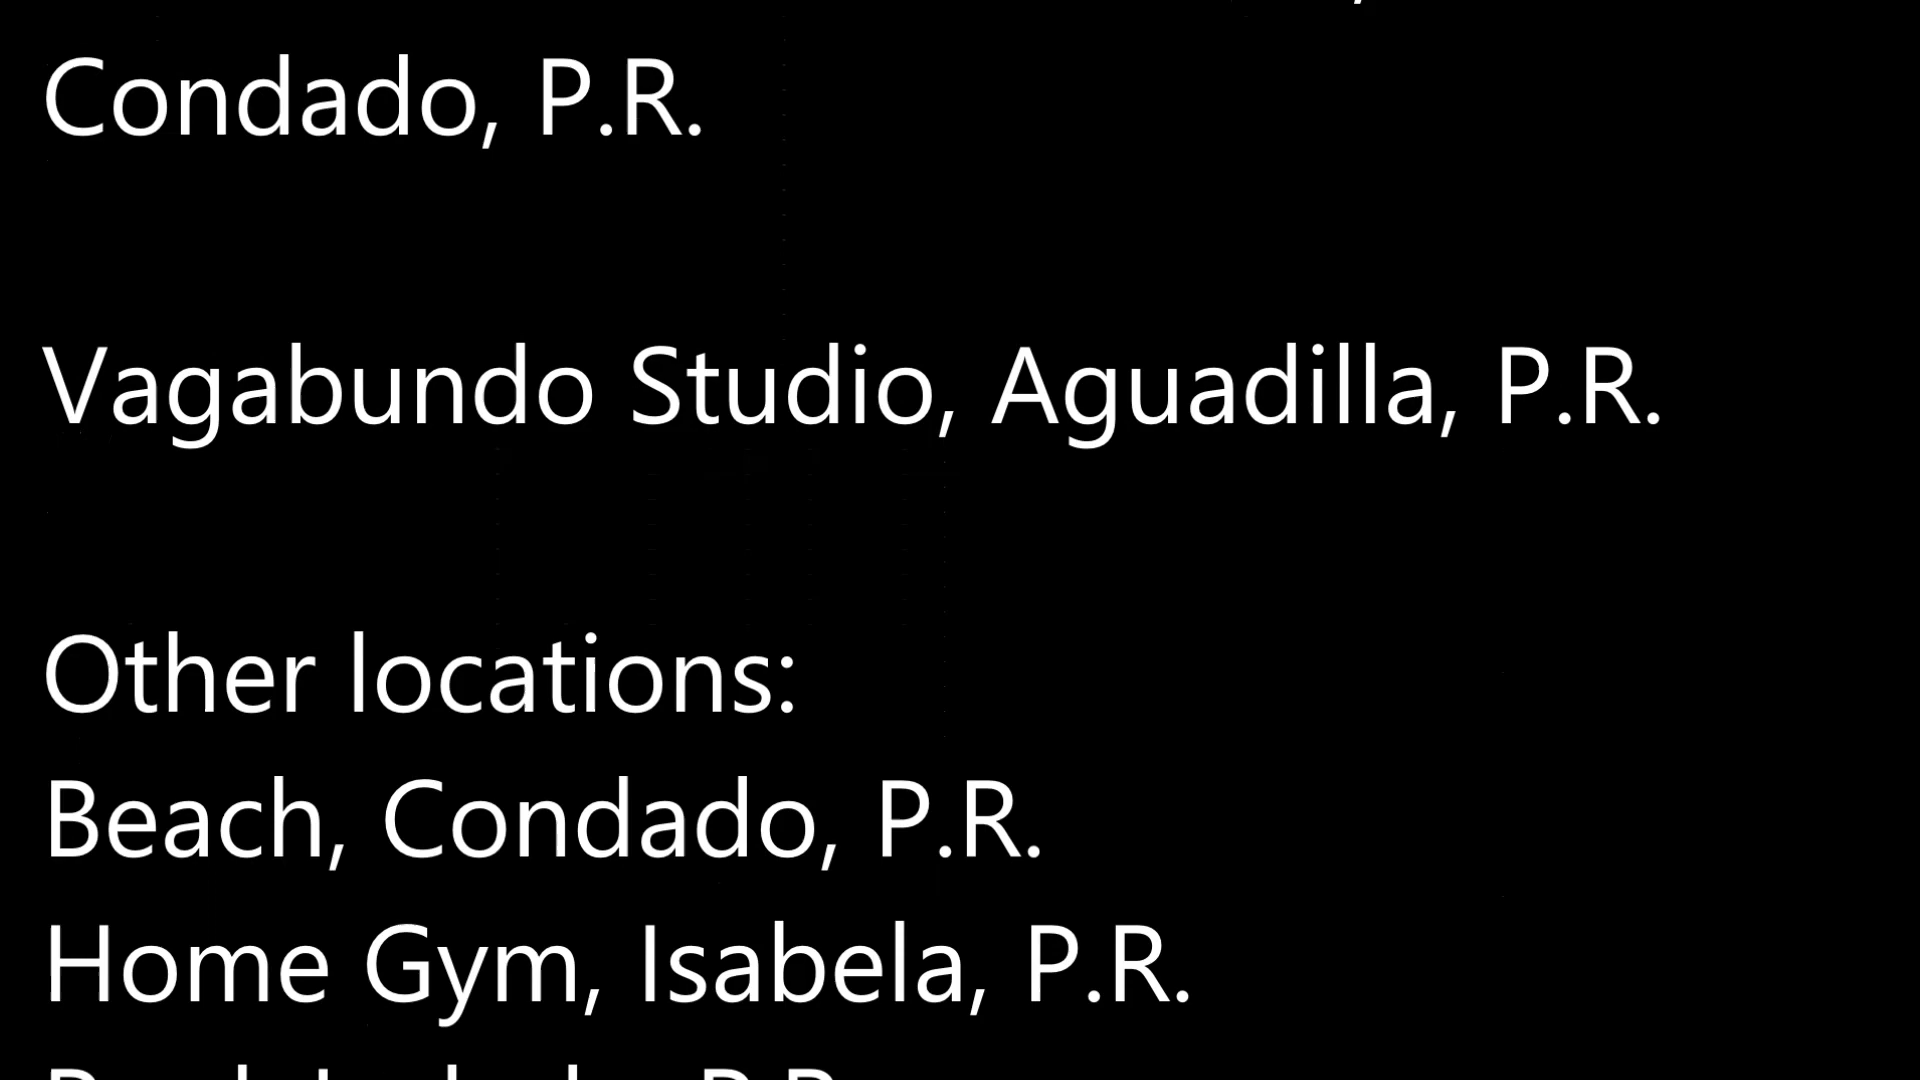 Condado, P.R.
Vagabundo Studio, Aguadilla, P.R.
Other locations:
Beach, Condado, P.R.
Home Gym, Isabela, P.R.
P.R.